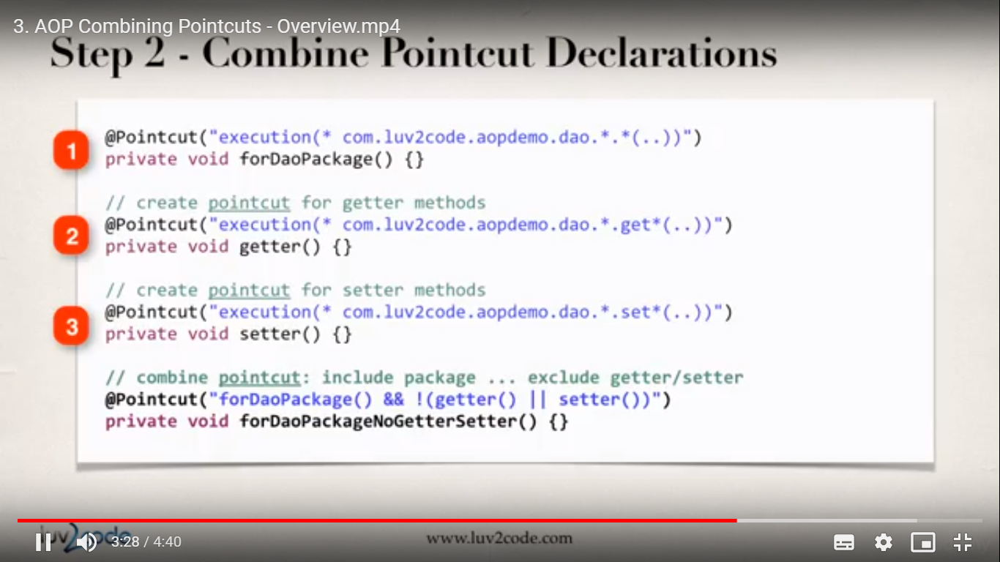 3. AOP Combining Pointcuts - Overview.mp4
Step 2 - Combine Pointcut Declarations
1
@Pointcut("execution(* com.luv2code.aopdemo.dao.*.*(..))")
private void forDaoPackage() {}
// create pointcut for getter methods
2
@Pointcut("execution(* com.luv2code.aopdemo.dao.*.get*(..))")
private void getter() {}
// create pointcut for setter methods
3
@Pointcut("execution(* com.luv2code.aopdemo.dao.*.set*(..))")
private void setter() {}
// combine pointcut: include package ... exclude getter/setter
@Pointcut("forDaoPackage() && !(getter() || setter())")
private void forDaoPackageNoGetterSetter() {}
luv2code
www.luv2code.com
3:28 / 4:40